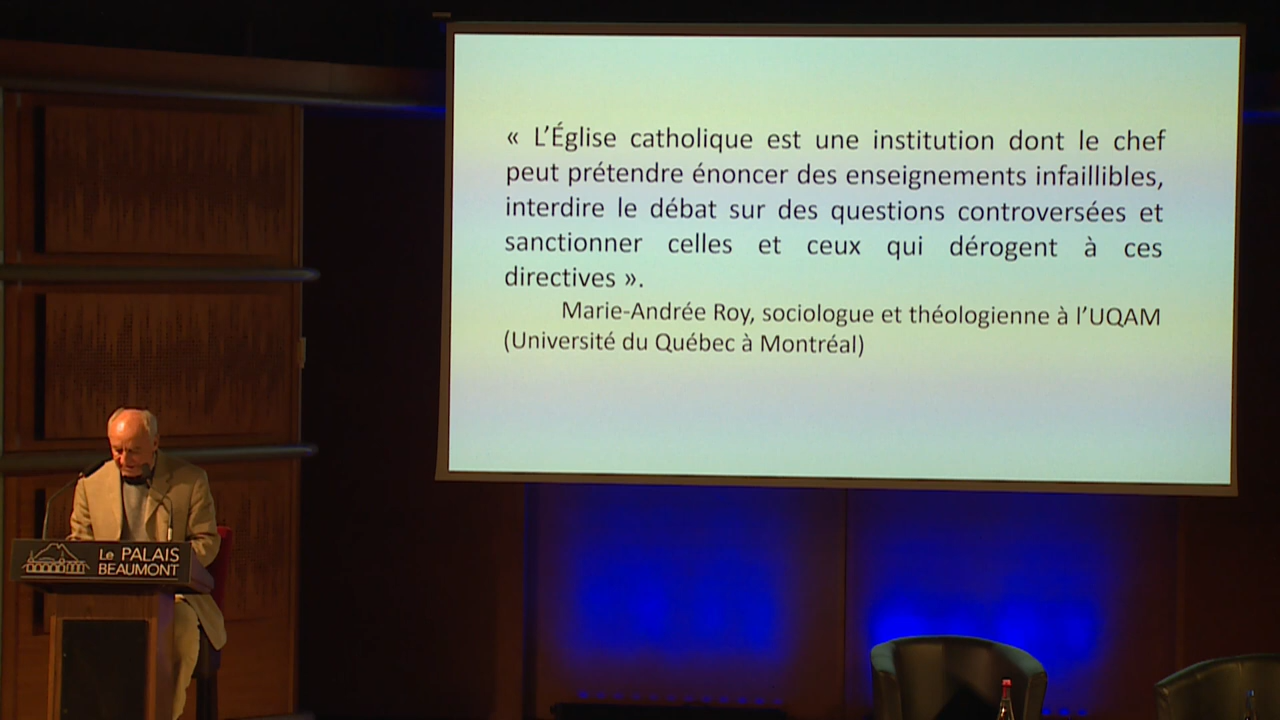 « L'Église catholique est une institution dont le chef
peut prétendre énoncer des enseignements infaillibles,
interdire le débat sur des questions controversées et
sanctionner celles et ceux qui dérogent à ces
directives ».
Marie-Andrée Roy, sociologue et théologienne à l'UQAM
(Université du Québec à Montréal)
Le PALAIS
BEAUMONT